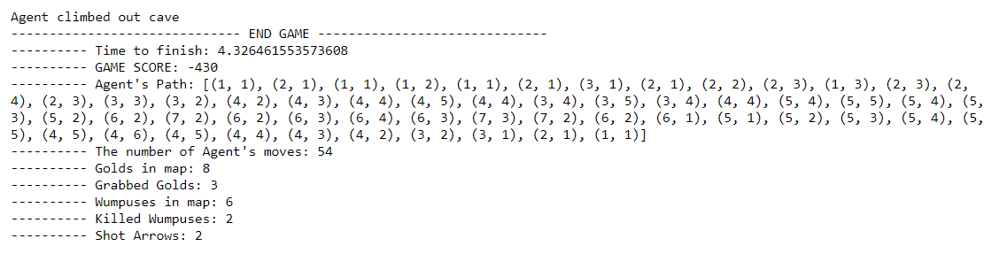 Agent climbed out cave
------------------------------ END GAME ------------------------------
---------- Time to finish: 4.326461553573608
---------- GAME SCORE: -430
---------- Agent's Path: [(1, 1), (2, 1), (1, 1), (1, 2), (1, 1), (2, 1), (3, 1), (2, 1), (2, 2), (2, 3), (1, 3), (2, 3), (2,
4), (2, 3), (3, 3), (3, 2), (4, 2), (4, 3), (4, 4), (4, 5), (4, 4), (3, 4), (3, 5), (3, 4), (4, 4), (5, 4), (5, 5), (5, 4), (5,
3), (5, 2), (6, 2), (7, 2), (6, 2), (6, 3), (6, 4), (6, 3), (7, 3), (7, 2), (6, 2), (6, 1), (5, 1), (5, 2), (5, 3), (5, 4), (5,
5), (4, 5), (4, 6), (4, 5), (4, 4), (4, 3), (4, 2), (3, 2), (3, 1), (2, 1), (1, 1)]
---------- The number of Agent's moves: 54
---------- Golds in map: 8
---------- Grabbed Golds: 3
---------- Wumpuses in map: 6
---------- Killed Wumpuses: 2
---------- Shot Arrows: 2